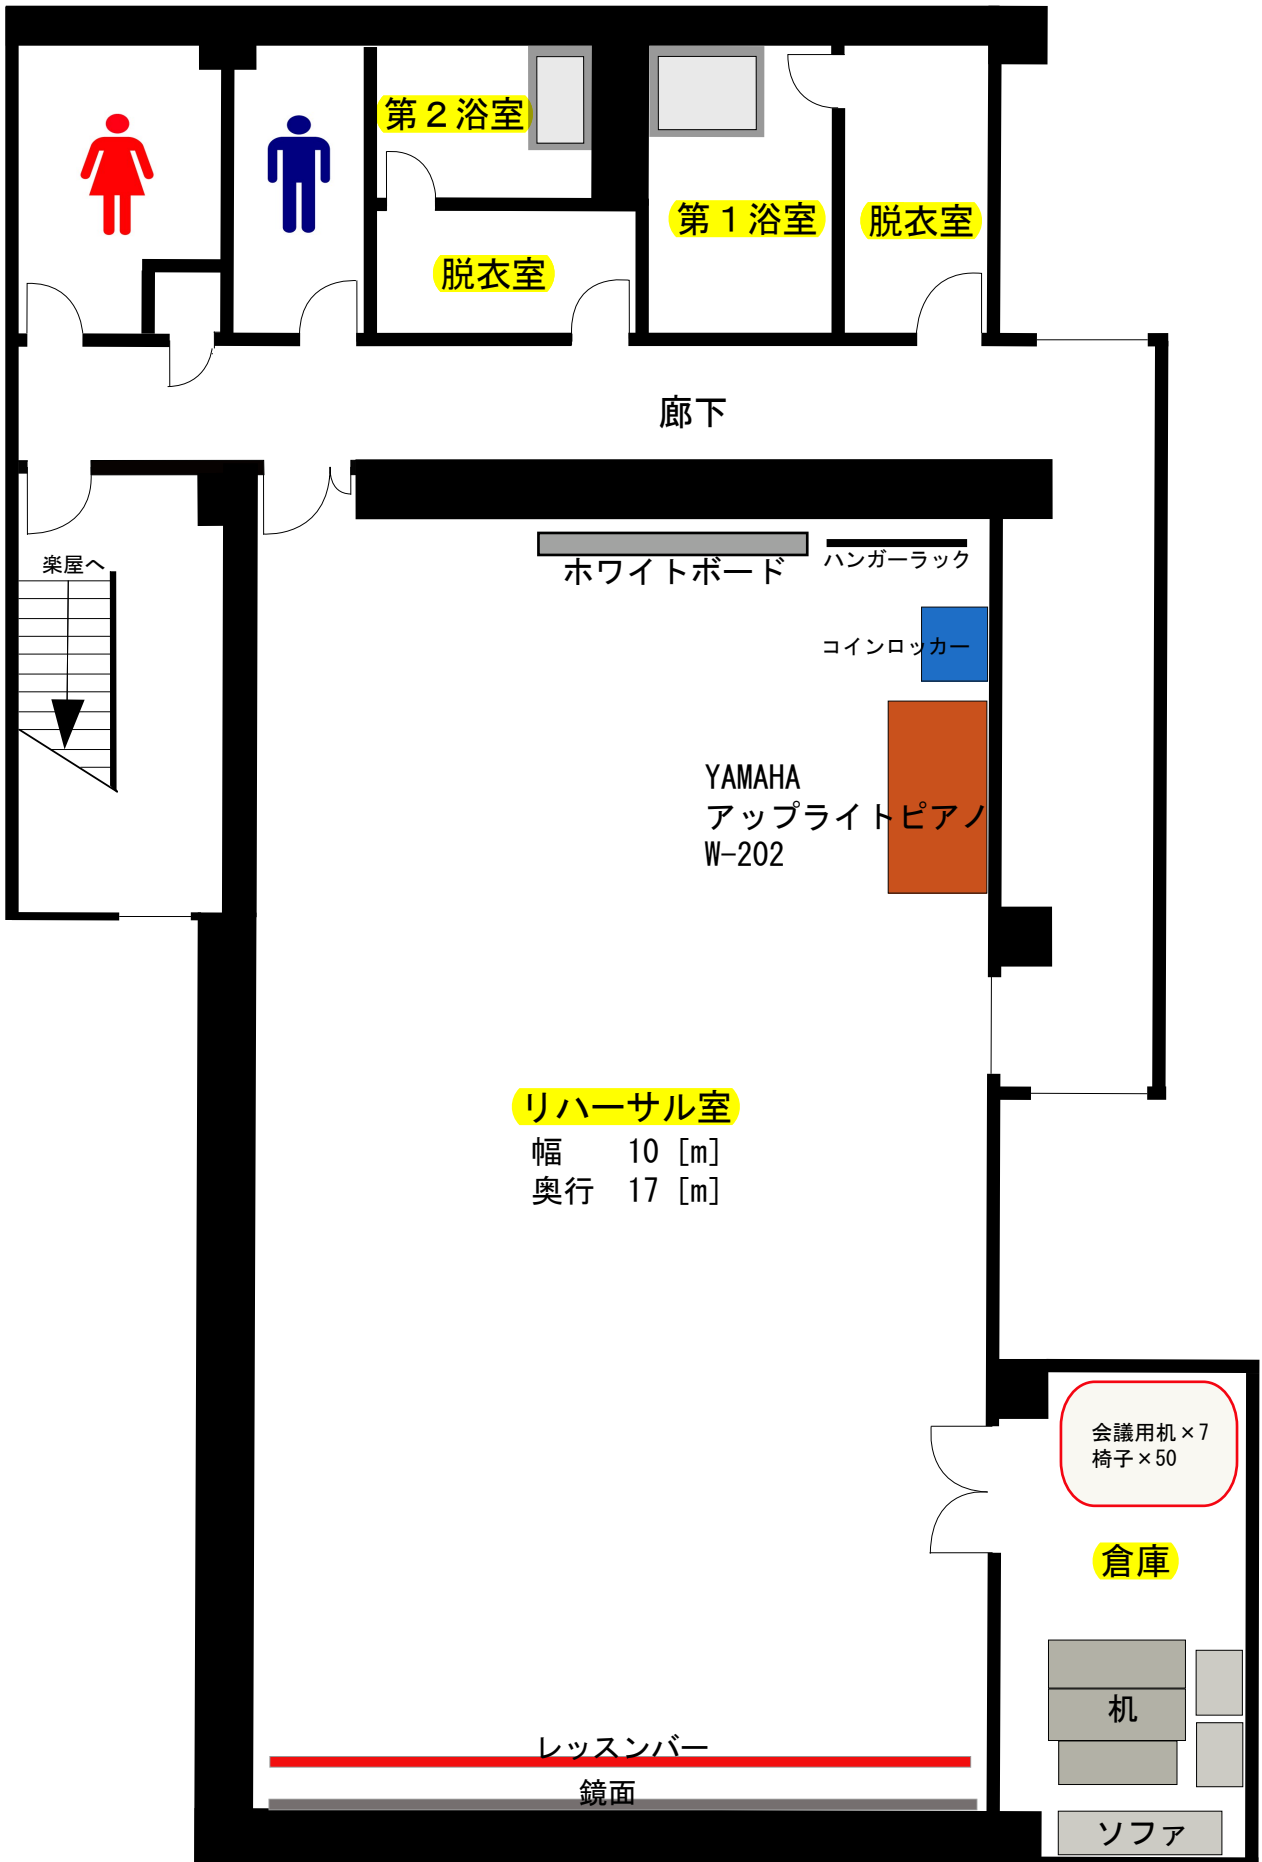 第２浴室
第１浴室
脱衣室
脱衣室
廊下
楽屋へ
ホワイトボード
ハンガーラック
コインロッカー
YAMAHA
アップライトピアノ
W-202
リハーサル室
幅 10 [m]
奥行 17 [m]
会議用机×7
椅子×50
倉庫
机
レッスンバー
鏡面
ソファ